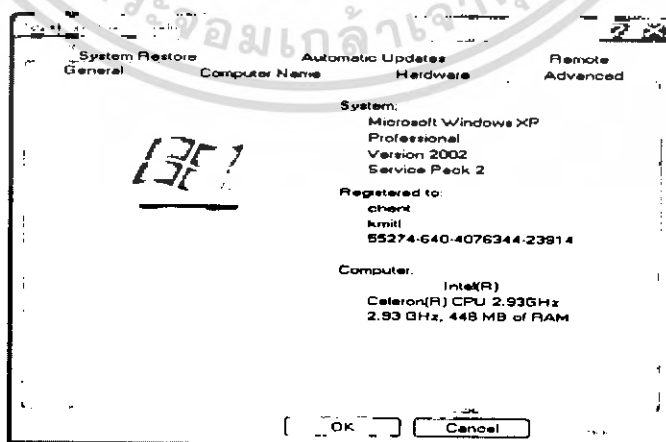 System Restore Automatic Updates Remote
General Computer Name Hardware Advanced
System:
Microsoft Windows XP
Professional
Version 2002
Service Pack 2
Registered to:
client
kmitl
55274-640-4076344-23914
Computer:
Intel(R)
Celeron(R) CPU 2.93GHz
2.93 GHz, 448 MB of RAM
OK Cancel